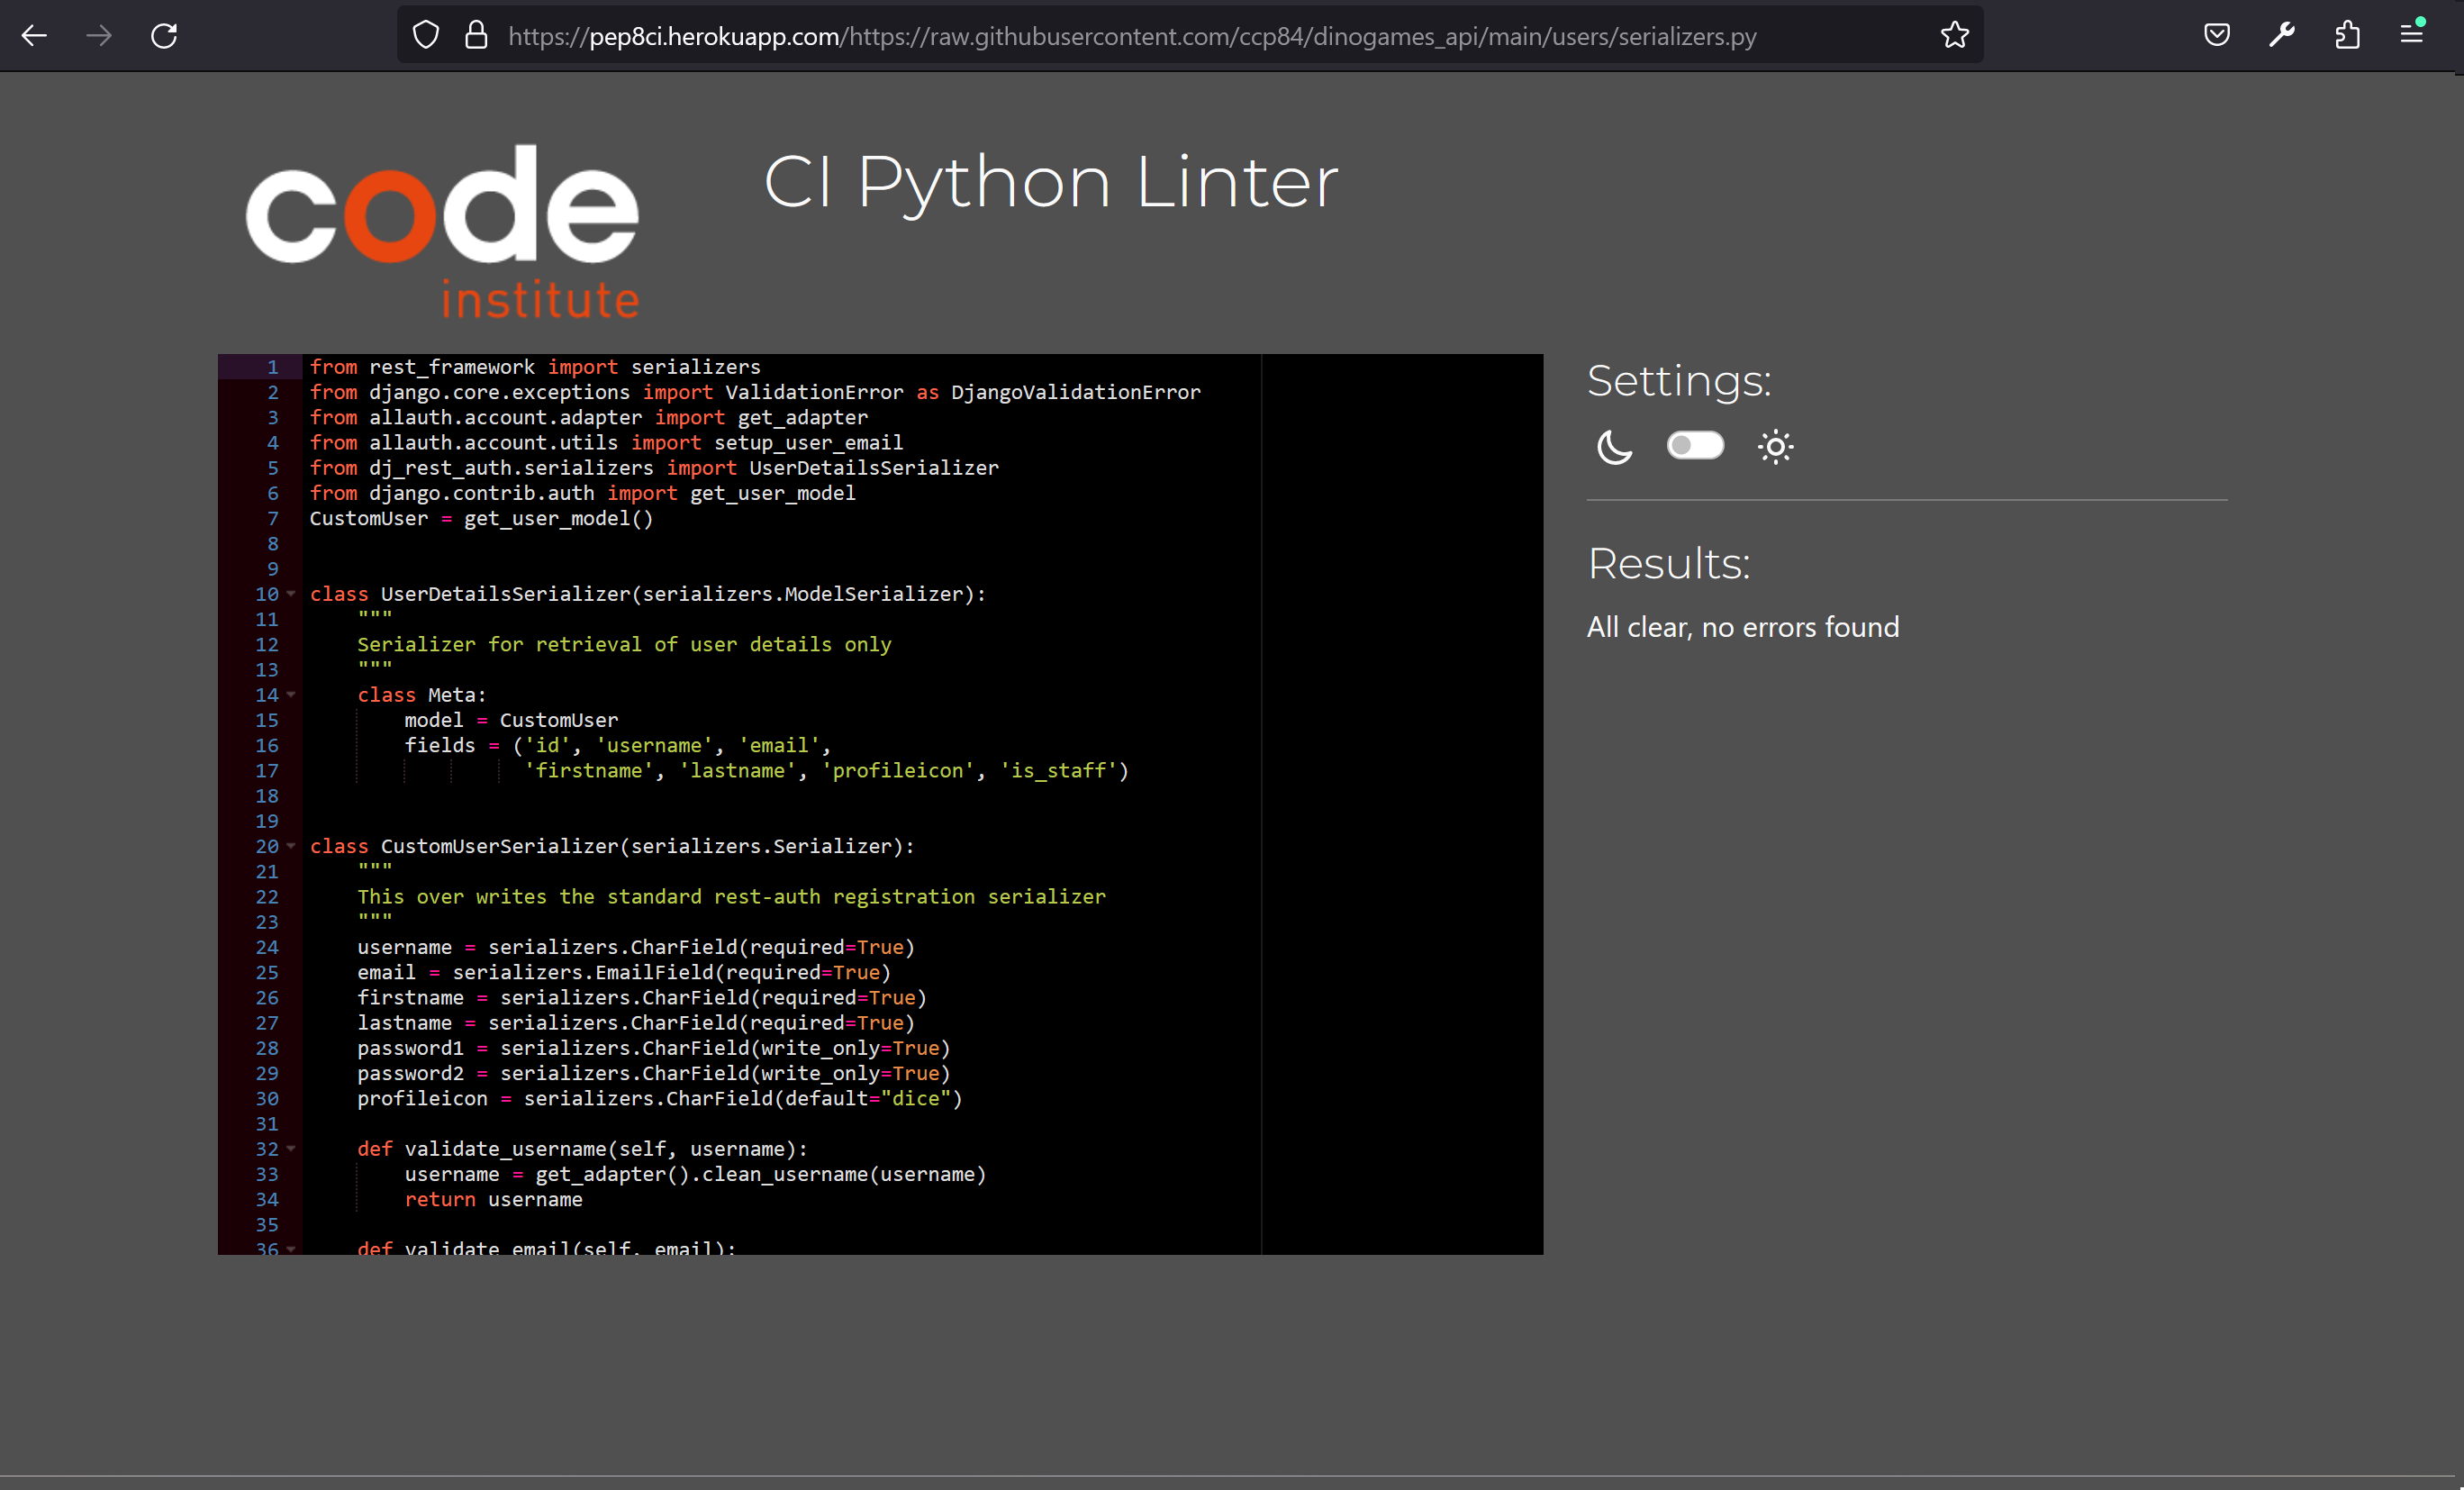 https://pep8ci.herokuapp.com/https://raw.githubusercontent.com/ccp84/dinogames_api/main/users/serializers.py
code
institute
CI Python Linter
1 from rest_framework import serializers
2 from django.core.exceptions import ValidationError as DjangoValidationError
3 from allauth.account.adapter import get_adapter
4 from allauth.account.utils import setup_user_email
5 from dj_rest_auth.serializers import UserDetailsSerializer
6 from django.contrib.auth import get_user_model
7 CustomUser = get_user_model()
8
9
10 class UserDetailsSerializer(serializers.ModelSerializer):
11     """
12     Serializer for retrieval of user details only
13     """
14     class Meta:
15         model = CustomUser
16         fields = ('id', 'username', 'email',
17                   'firstname', 'lastname', 'profileicon', 'is_staff')
18
19
20 class CustomUserSerializer(serializers.Serializer):
21     """
22     This over writes the standard rest-auth registration serializer
23     """
24     username = serializers.CharField(required=True)
25     email = serializers.EmailField(required=True)
26     firstname = serializers.CharField(required=True)
27     lastname = serializers.CharField(required=True)
28     password1 = serializers.CharField(write_only=True)
29     password2 = serializers.CharField(write_only=True)
30     profileicon = serializers.CharField(default="dice")
31
32     def validate_username(self, username):
33         username = get_adapter().clean_username(username)
34         return username
35
36     def validate_email(self, email):
Settings:
Results:
All clear, no errors found